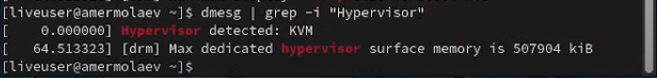 [liveuser@amermolaev ~]$ dmesg | grep -i "Hypervisor"
[    0.000000] Hypervisor detected: KVM
[   64.513323] [drm] Max dedicated hypervisor surface memory is 507904 kiB
[liveuser@amermolaev ~]$